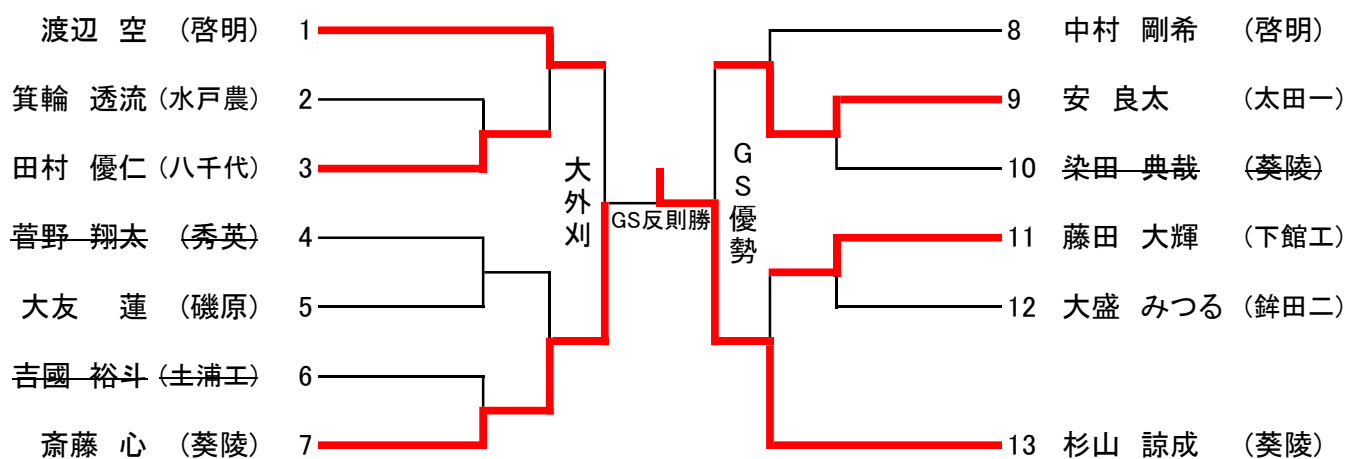 渡辺 空 (啓明) 1
箕輪 透流 (水戸農) 2
田村 優仁 (八千代) 3
菅野 翔太 (秀英) 4
大友 蓮 (磯原) 5
吉國 裕斗 (土浦工) 6
斎藤 心 (葵陵) 7
大外刈
GS反則勝
GS優勢
8 中村 剛希 (啓明)
9 安 良太 (太田一)
10 染田 典哉 (葵陵)
11 藤田 大輝 (下館工)
12 大盛 みつる (鉾田二)
13 杉山 諒成 (葵陵)